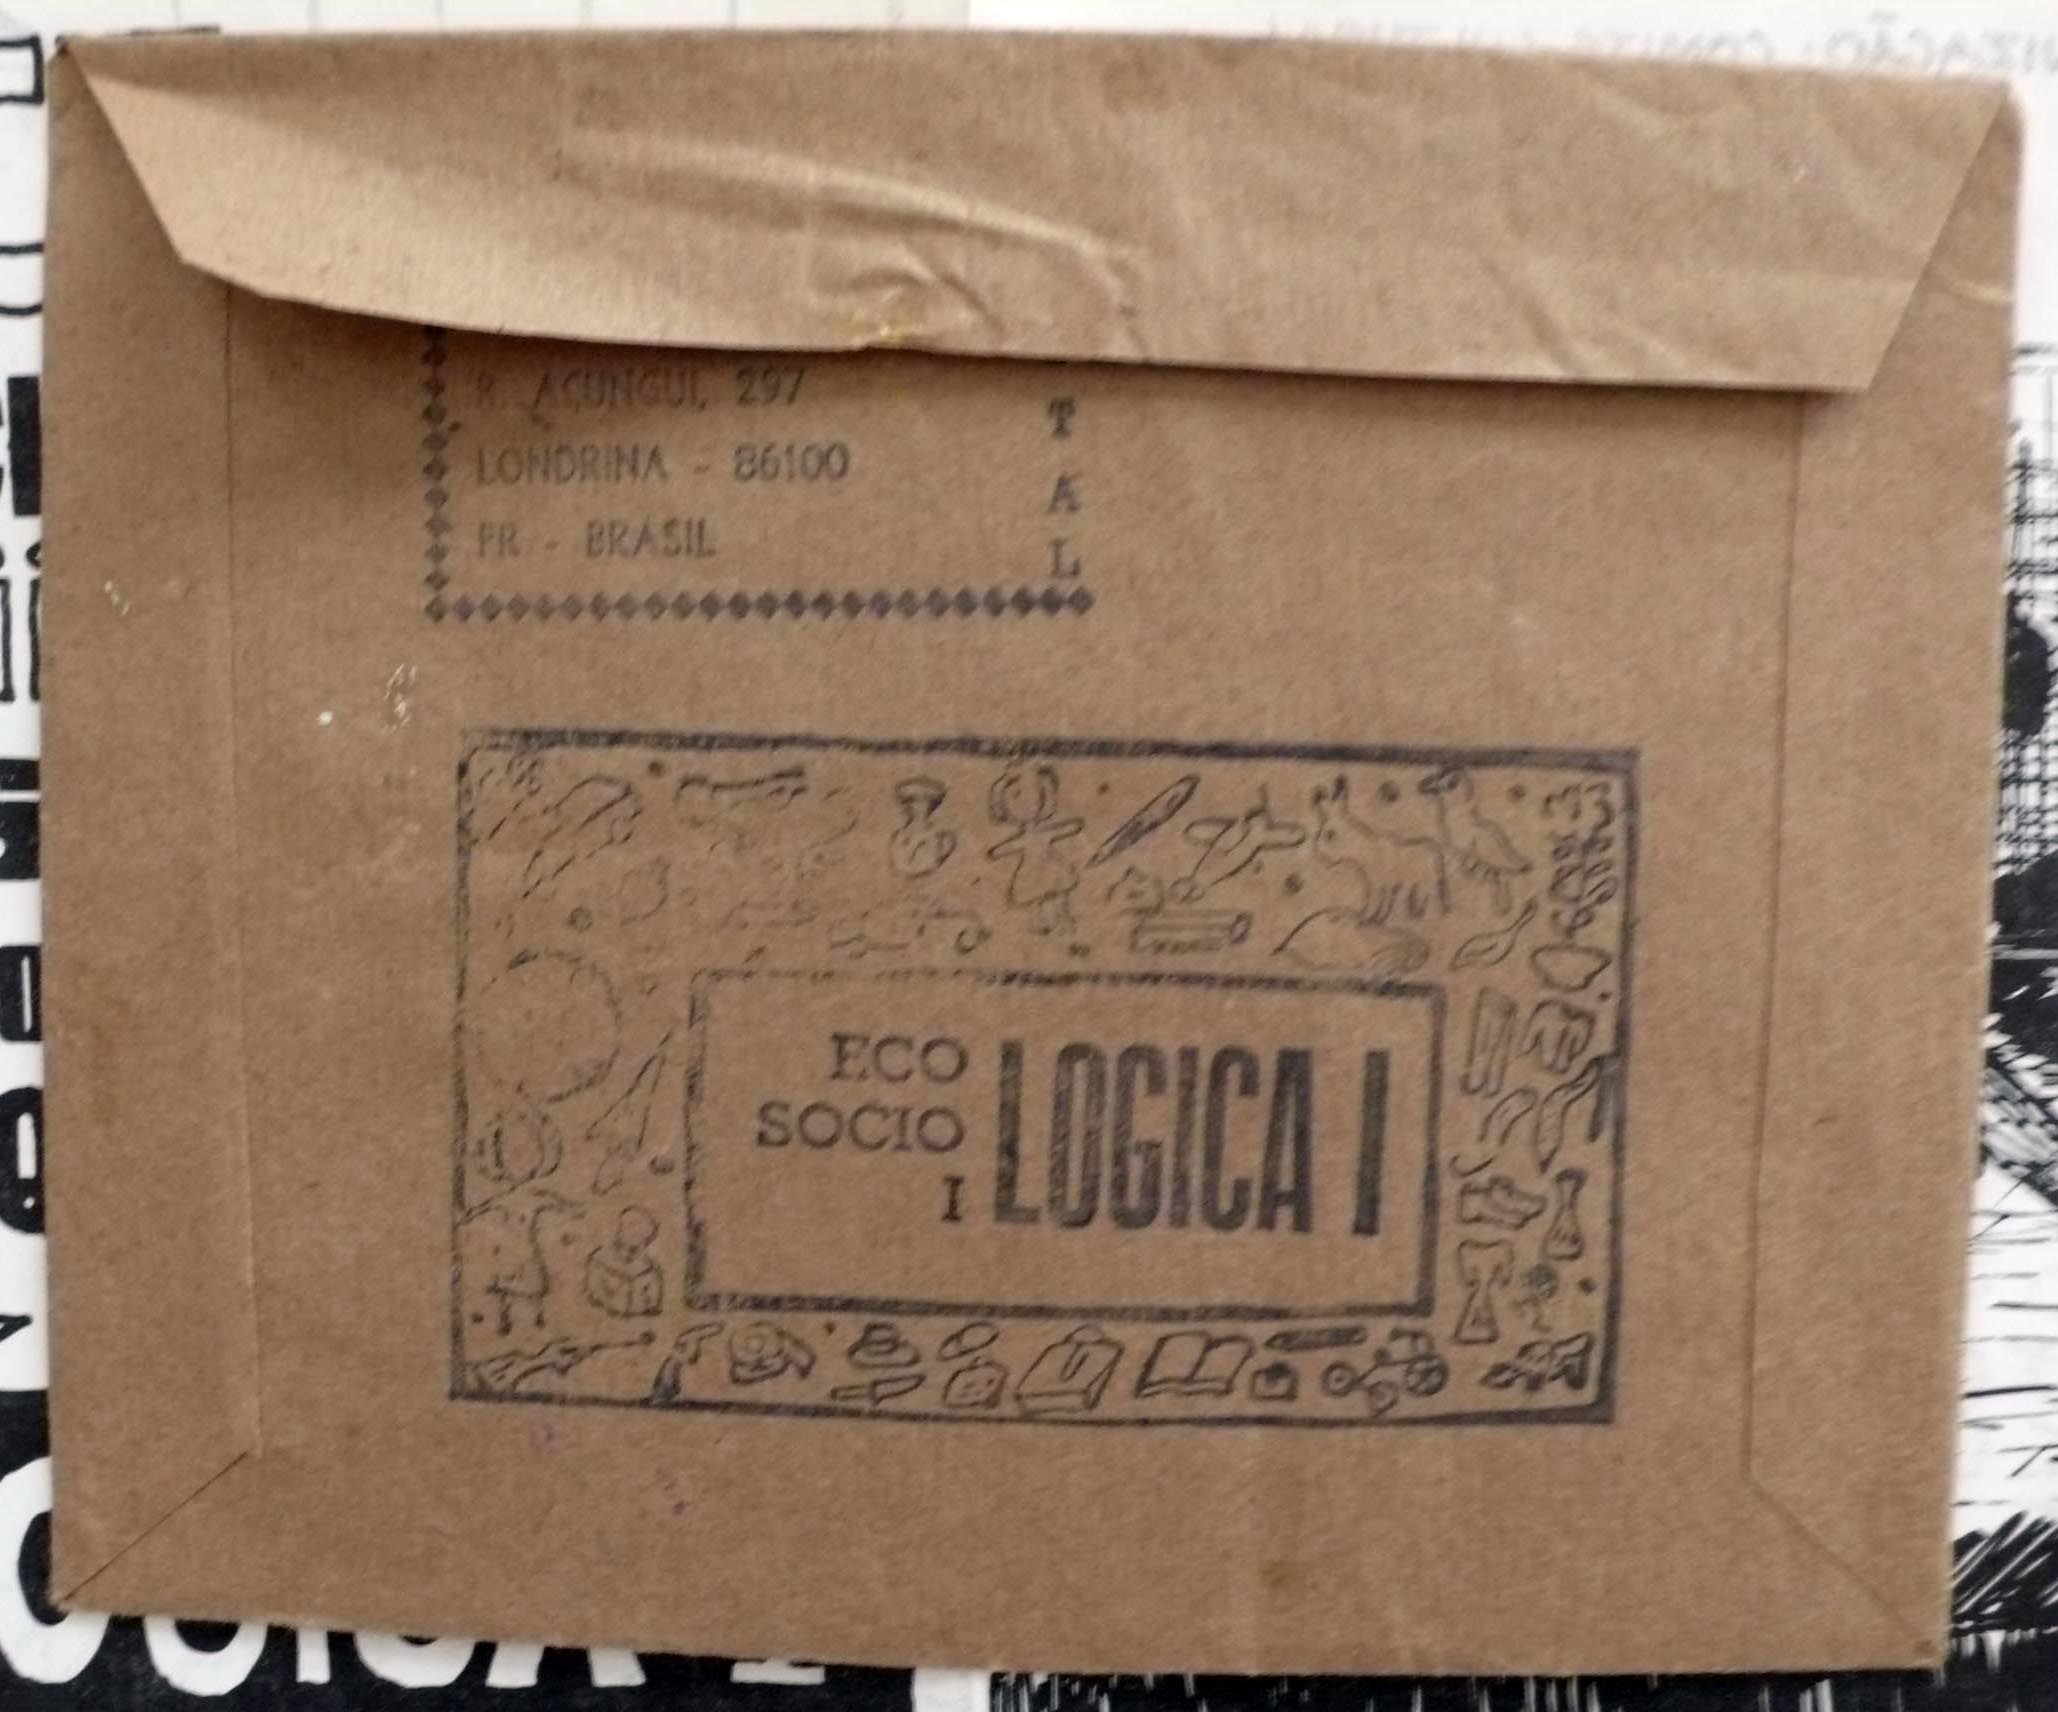 R. AÇUNGUI, 297
LONDRINA - 86100
PR - BRASIL
T
A
L
ECO
SOCIO
I
LOGICA I